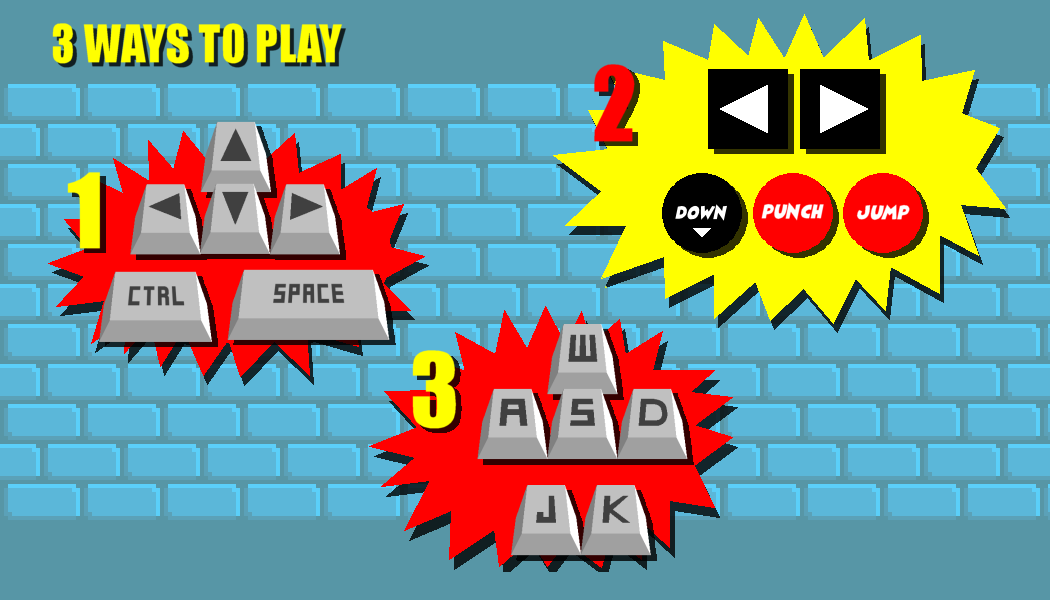 3 WAYS TO PLAY
1
CTRL SPACE
2
DOWN PUNCH JUMP
3
W
A S D
J K